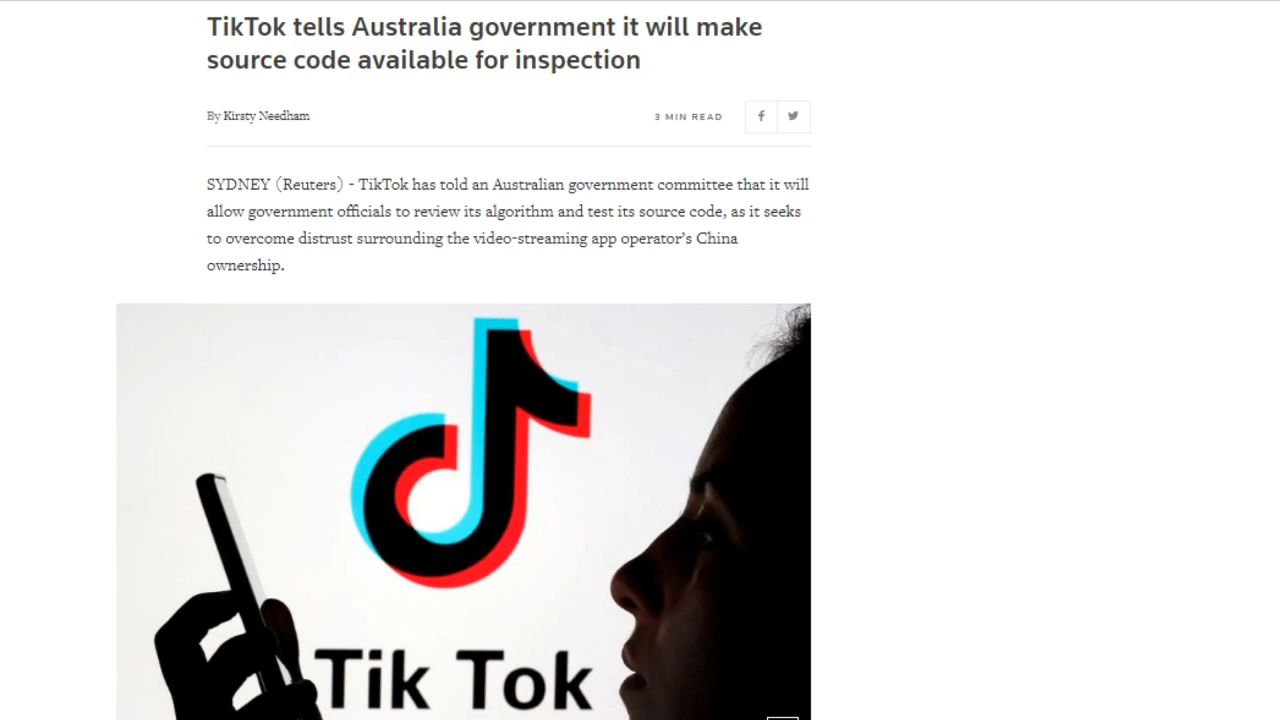 TikTok tells Australia government it will make
source code available for inspection
By Kirsty Needham
3 MIN READ
SYDNEY (Reuters) - TikTok has told an Australian government committee that it will
allow government officials to review its algorithm and test its source code, as it seeks
to overcome distrust surrounding the video-streaming app operator’s China
ownership.
Tik Tok